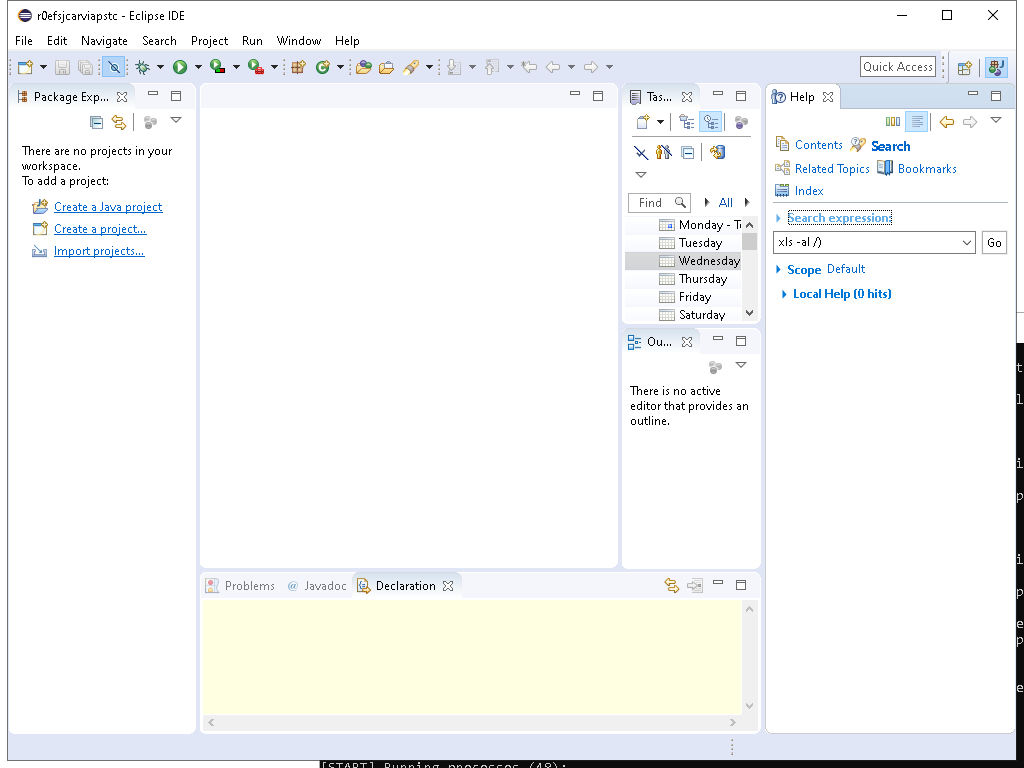 r0efsjcarviapstc - Eclipse IDE
File Edit Navigate Search Project Run Window Help
Quick Access
Package Exp...
There are no projects in your
workspace.
To add a project:
Create a Java project
Create a project...
Import projects...
Tas...
Find
All
Monday - T
Tuesday
Wednesday
Thursday
Friday
Saturday
Ou...
There is no active
editor that provides an
outline.
Help
Contents Search
Related Topics Bookmarks
Index
Search expression:
xls -al /)
Go
Scope Default
Local Help (0 hits)
Problems @ Javadoc Declaration
[START] Running processes (48):